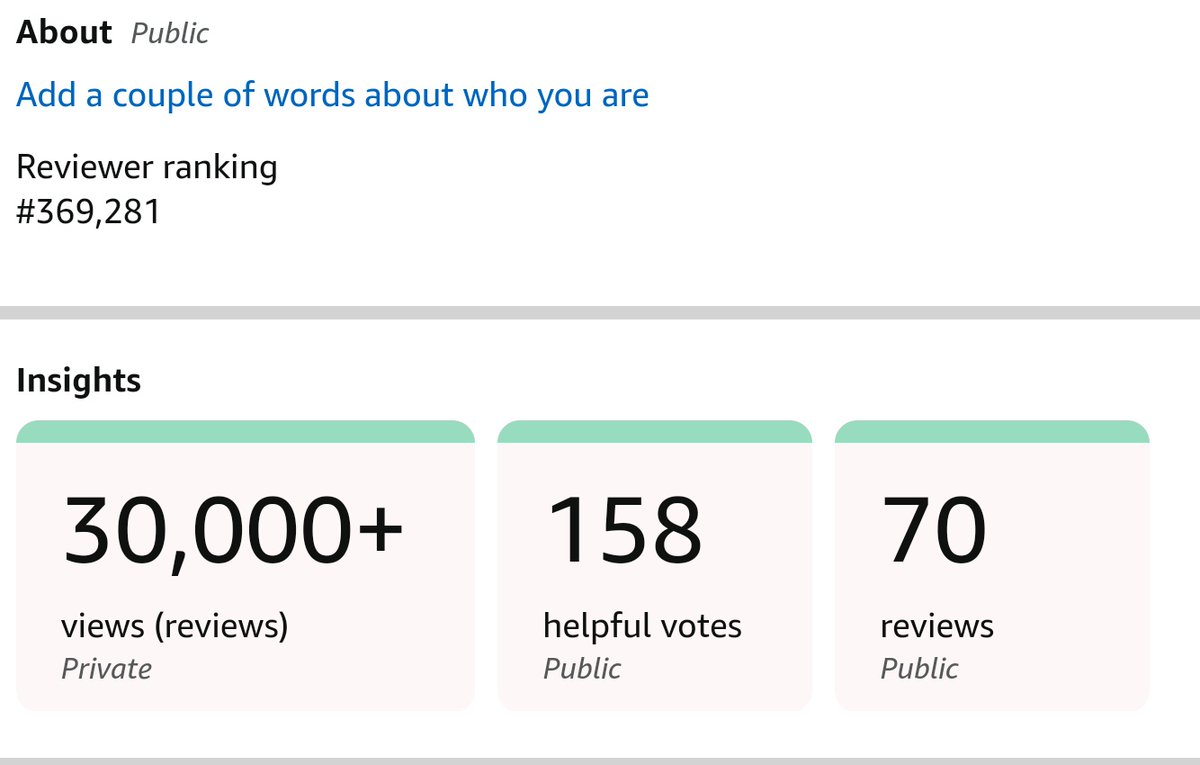 About Public
Add a couple of words about who you are
Reviewer ranking
#369,281
Insights
30,000+
views (reviews)
Private
158
helpful votes
Public
70
reviews
Public